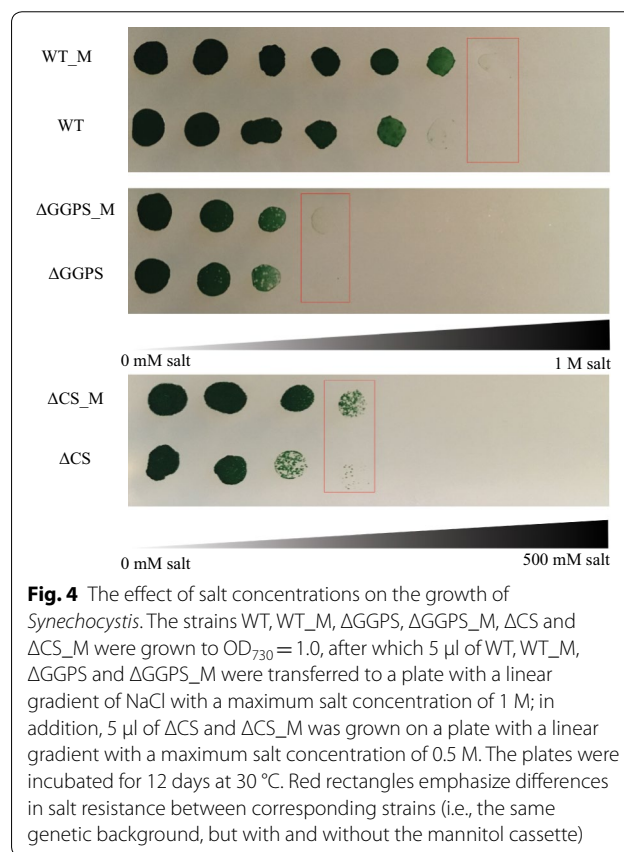 WT_M
WT
ΔGGPS_M
ΔGGPS
0 mM salt 1 M salt
ΔCS_M
ΔCS
0 mM salt 500 mM salt
Fig. 4 The effect of salt concentrations on the growth of
Synechocystis. The strains WT, WT_M, ΔGGPS, ΔGGPS_M, ΔCS and
ΔCS_M were grown to OD730 = 1.0, after which 5 µl of WT, WT_M,
ΔGGPS and ΔGGPS_M were transferred to a plate with a linear
gradient of NaCl with a maximum salt concentration of 1 M; in
addition, 5 µl of ΔCS and ΔCS_M was grown on a plate with a linear
gradient with a maximum salt concentration of 0.5 M. The plates were
incubated for 12 days at 30 °C. Red rectangles emphasize differences
in salt resistance between corresponding strains (i.e., the same
genetic background, but with and without the mannitol cassette)